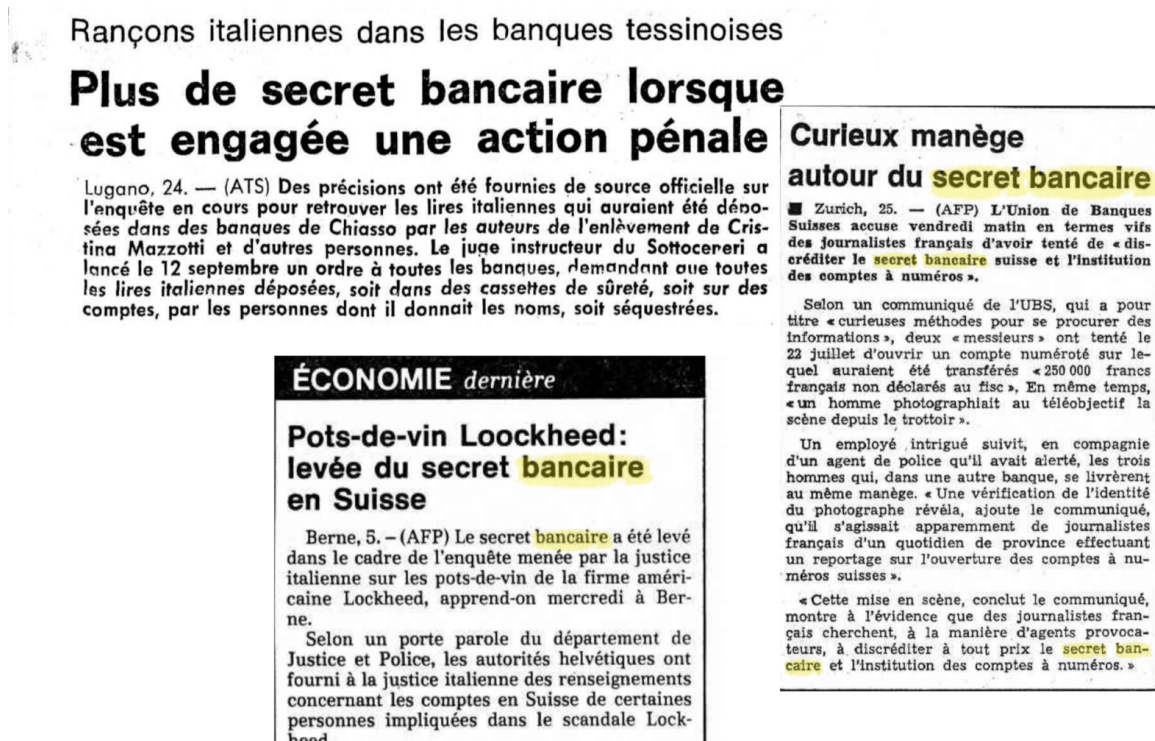 Rançons italiennes dans les banques tessinoises
Plus de secret bancaire lorsque
est engagée une action pénale
Lugano, 24. — (ATS) Des précisions ont été fournies de source officielle sur
l'enquête en cours pour retrouver les lires italiennes qui auraient été dépo-
sées dans des banques de Chiasso par les auteurs de l'enlèvement de Cris-
tina Mazzotti et d'autres personnes. Le juge instructeur du Sottoceneri a
lancé le 12 septembre un ordre à toutes les banques, demandant que toutes
les lires italiennes déposées, soit dans des cassettes de sûreté, soit sur des
comptes, par les personnes dont il donnait les noms, soit séquestrées.
Curieux manège
autour du secret bancaire
Zurich, 25. — (AFP) L'Union de Banques
Suisses accuse vendredi matin en termes vifs
des journalistes français d'avoir tenté de « dis-
créditer le secret bancaire suisse et l'institution
des comptes à numéros ».
Selon un communiqué de l'UBS, qui a pour
titre « curieuses méthodes pour se procurer des
informations », deux « messieurs » ont tenté le
22 juillet d'ouvrir un compte numéroté sur le-
quel auraient été transférés « 250 000 francs
français non déclarés au fisc ». En même temps,
« un homme photographiait au téléobjectif la
scène depuis le trottoir ».
Un employé intrigué suivit, en compagnie
d'un agent de police qu'il avait alerté, les trois
hommes qui, dans une autre banque, se livrèrent
au même manège. « Une vérification de l'identité
du photographe révéla, ajoute le communiqué,
qu'il s'agissait apparemment de journalistes
français d'un quotidien de province effectuant
un reportage sur l'ouverture des comptes à nu-
méros suisses ».
« Cette mise en scène, conclut le communiqué,
montre à l'évidence que des journalistes fran-
çais cherchent, à la manière d'agents provoca-
teurs, à discréditer à tout prix le secret ban-
caire et l'institution des comptes à numéros. »
ÉCONOMIE dernière
Pots-de-vin Loockheed:
levée du secret bancaire
en Suisse
Berne, 5. – (AFP) Le secret bancaire a été levé
dans le cadre de l'enquête menée par la justice
italienne sur les pots-de-vin de la firme améri-
caine Lockheed, apprend-on mercredi à Ber-
ne.
Selon un porte parole du département de
Justice et Police, les autorités helvétiques ont
fourni à la justice italienne des renseignements
concernant les comptes en Suisse de certaines
personnes impliquées dans le scandale Lock-